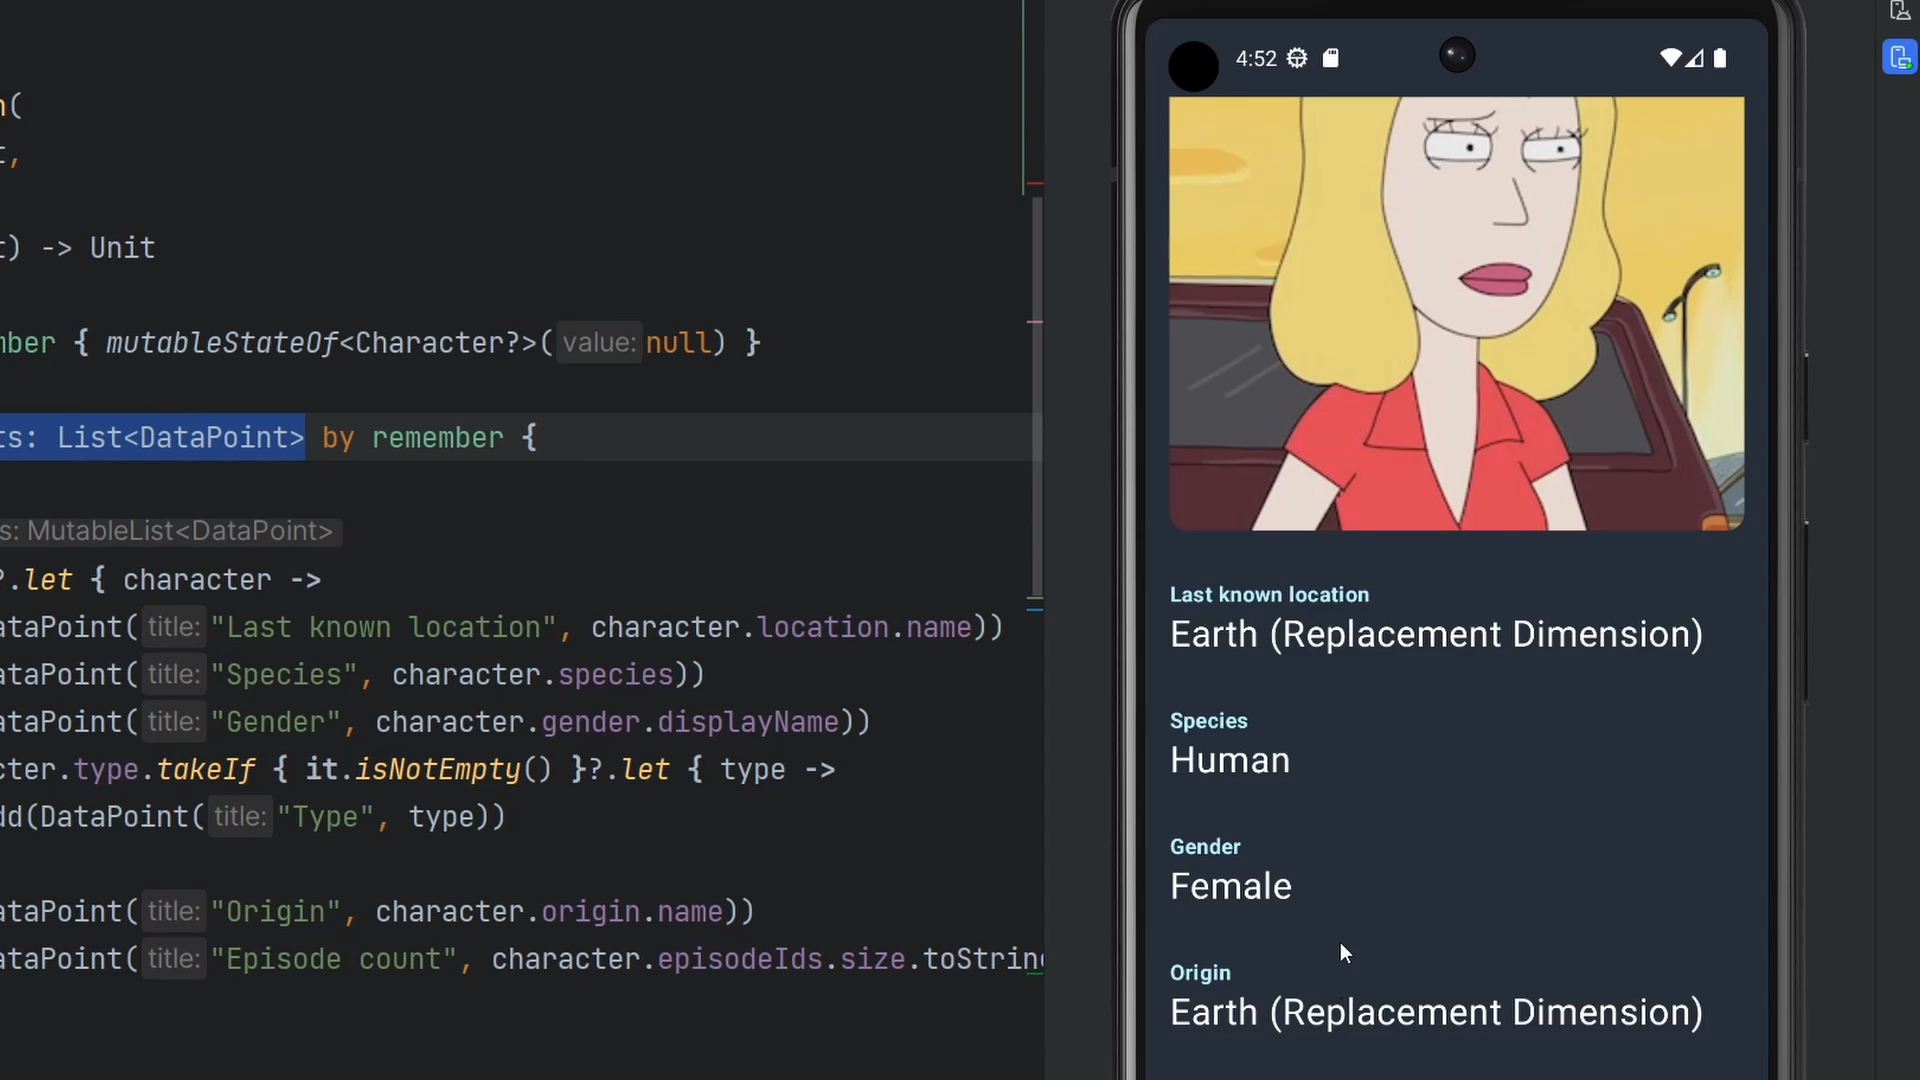 n(
t,
t) -> Unit
mber { mutableStateOf<Character?>( value: null) }
ts: List<DataPoint> by remember {
s: MutableList<DataPoint>
?.let { character ->
ataPoint( title: "Last known location", character.location.name))
ataPoint( title: "Species", character.species))
ataPoint( title: "Gender", character.gender.displayName))
cter.type.takeIf { it.isNotEmpty() }?.let { type ->
dd(DataPoint( title: "Type", type))
ataPoint( title: "Origin", character.origin.name))
ataPoint( title: "Episode count", character.episodeIds.size.toString
4:52
Last known location
Earth (Replacement Dimension)
Species
Human
Gender
Female
Origin
Earth (Replacement Dimension)